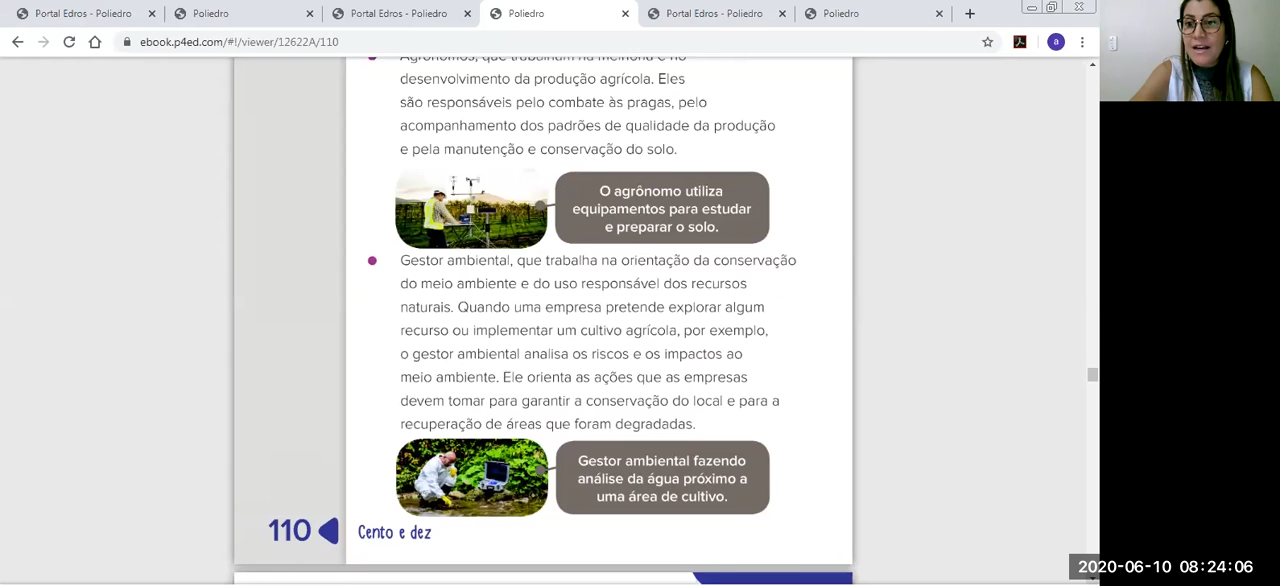 Portal Edros - Poliedro
Poliedro
Portal Edros - Poliedro
Poliedro
Portal Edros - Poliedro
Poliedro
ebook.p4ed.com/#!/viewer/12622A/110
a
Agrônomos, que trabalham na melhoria e no
desenvolvimento da produção agrícola. Eles
são responsáveis pelo combate às pragas, pelo
acompanhamento dos padrões de qualidade da produção
e pela manutenção e conservação do solo.
O agrônomo utiliza
equipamentos para estudar
e preparar o solo.
Gestor ambiental, que trabalha na orientação da conservação
do meio ambiente e do uso responsável dos recursos
naturais. Quando uma empresa pretende explorar algum
recurso ou implementar um cultivo agrícola, por exemplo,
o gestor ambiental analisa os riscos e os impactos ao
meio ambiente. Ele orienta as ações que as empresas
devem tomar para garantir a conservação do local e para a
recuperação de áreas que foram degradadas.
Gestor ambiental fazendo
análise da água próximo a
uma área de cultivo.
110 Cento e dez
2020-06-10 08:24:06